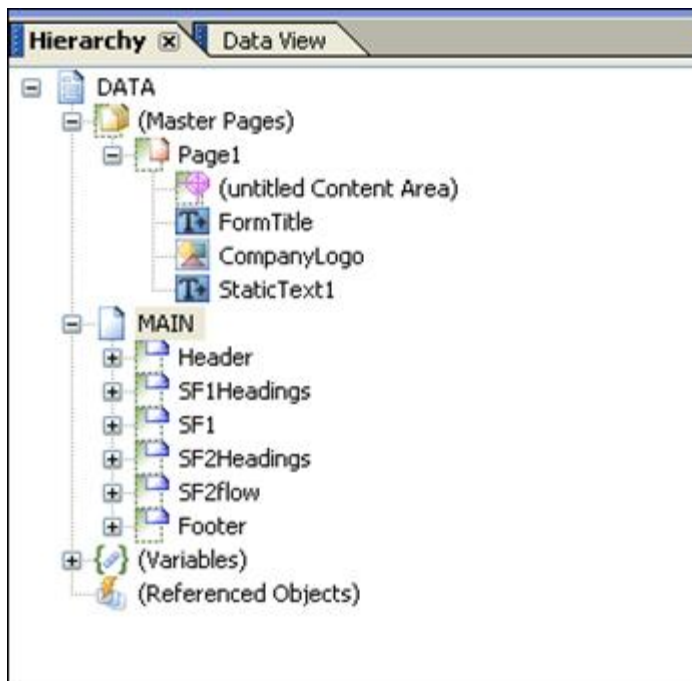 Hierarchy Data View
DATA
(Master Pages)
Page1
(untitled Content Area)
FormTitle
CompanyLogo
StaticText1
MAIN
Header
SF1Headings
SF1
SF2Headings
SF2flow
Footer
(Variables)
(Referenced Objects)